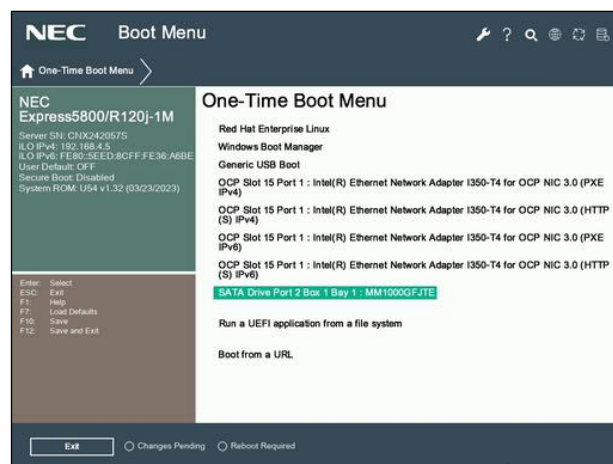 NEC Boot Menu
One-Time Boot Menu
NEC
Express5800/R120j-1M
Server SN: CNX242057S
iLO IPv4: 192.168.4.5
iLO IPv6: FE80::5EED:8CFF:FE36:A6BE
User Default: OFF
Secure Boot: Disabled
System ROM: U54 v1.32 (03/23/2023)
Enter: Select
ESC: Exit
F1: Help
F7: Load Defaults
F10: Save
F12: Save and Exit
One-Time Boot Menu
Red Hat Enterprise Linux
Windows Boot Manager
Generic USB Boot
OCP Slot 15 Port 1 : Intel(R) Ethernet Network Adapter I350-T4 for OCP NIC 3.0 (PXE
IPv4)
OCP Slot 15 Port 1 : Intel(R) Ethernet Network Adapter I350-T4 for OCP NIC 3.0 (HTTP
(S) IPv4)
OCP Slot 15 Port 1 : Intel(R) Ethernet Network Adapter I350-T4 for OCP NIC 3.0 (PXE
IPv6)
OCP Slot 15 Port 1 : Intel(R) Ethernet Network Adapter I350-T4 for OCP NIC 3.0 (HTTP
(S) IPv6)
SATA Drive Port 2 Box 1 Bay 1 : MM1000GFJTE
Run a UEFI application from a file system
Boot from a URL
Exit
Changes Pending
Reboot Required